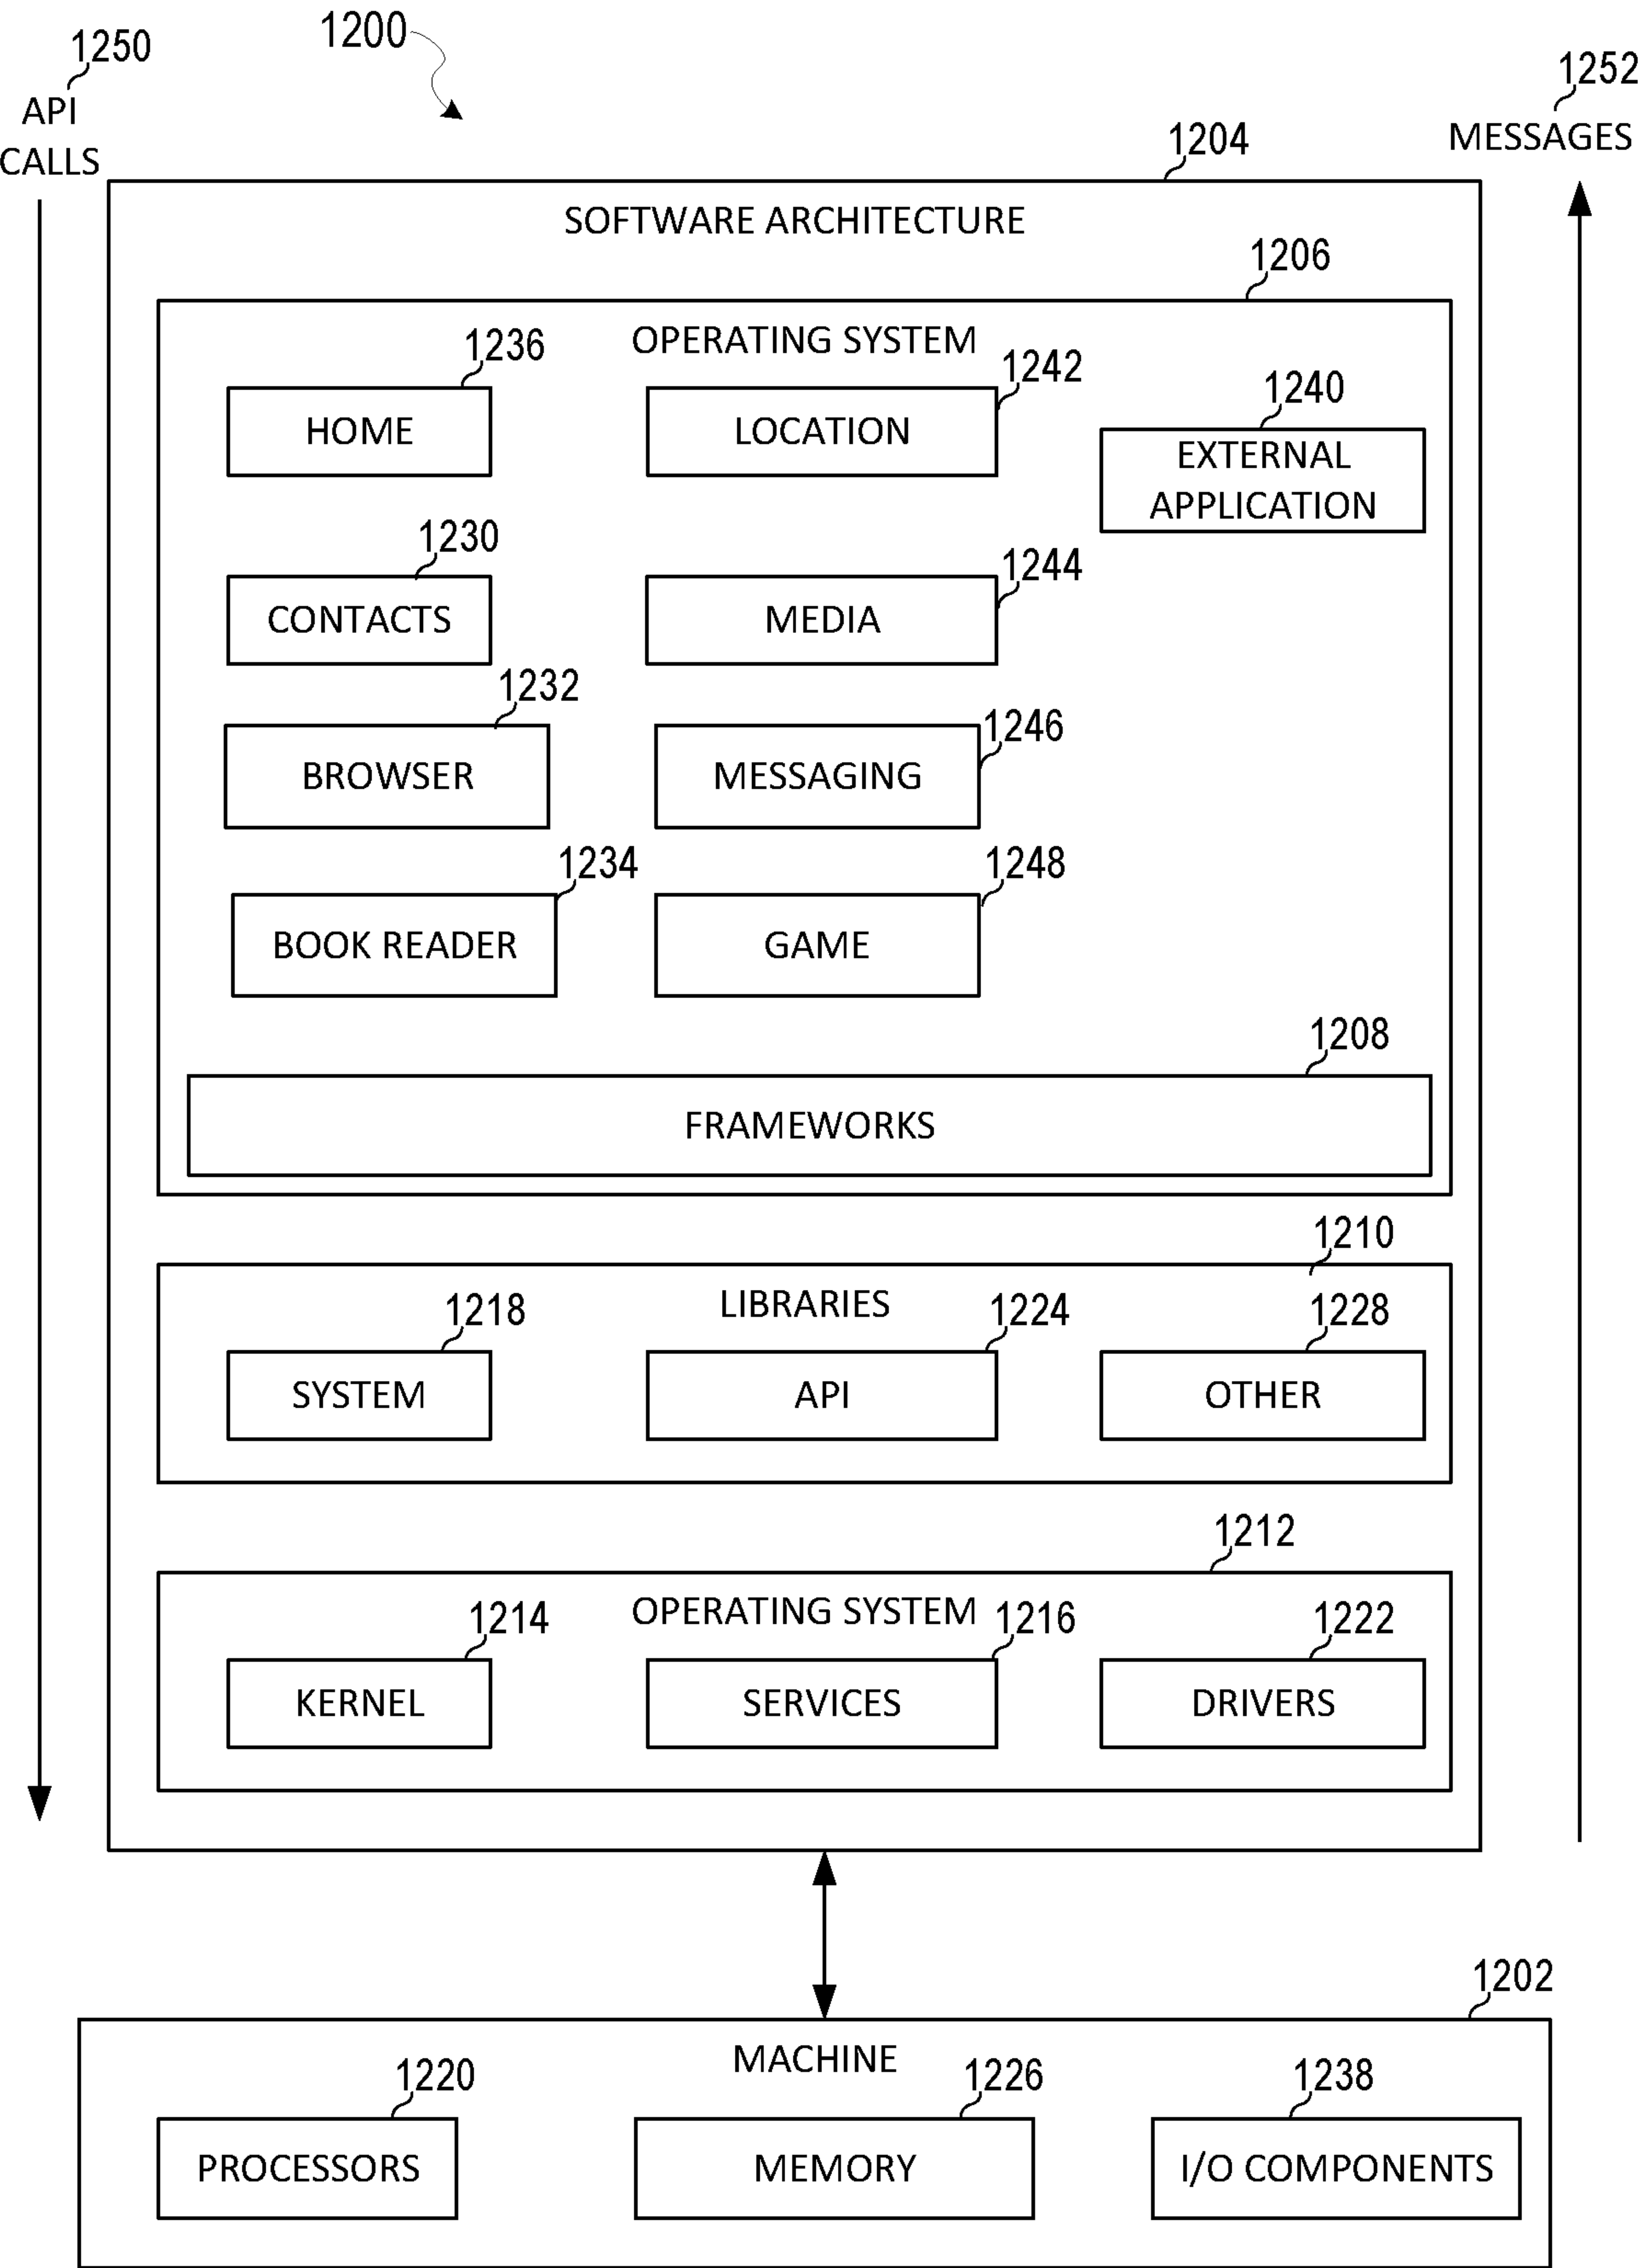 1250
1200
1252
API
CALLS
MESSAGES
1204
SOFTWARE ARCHITECTURE
1206
OPERATING SYSTEM
1236
HOME
1242
LOCATION
1240
EXTERNAL
APPLICATION
1230
CONTACTS
1244
MEDIA
1232
BROWSER
1246
MESSAGING
1234
BOOK READER
1248
GAME
1208
FRAMEWORKS
1210
LIBRARIES
1218
SYSTEM
1224
API
1228
OTHER
1212
OPERATING SYSTEM
1214
KERNEL
1216
SERVICES
1222
DRIVERS
1202
MACHINE
1220
PROCESSORS
1226
MEMORY
1238
I/O COMPONENTS